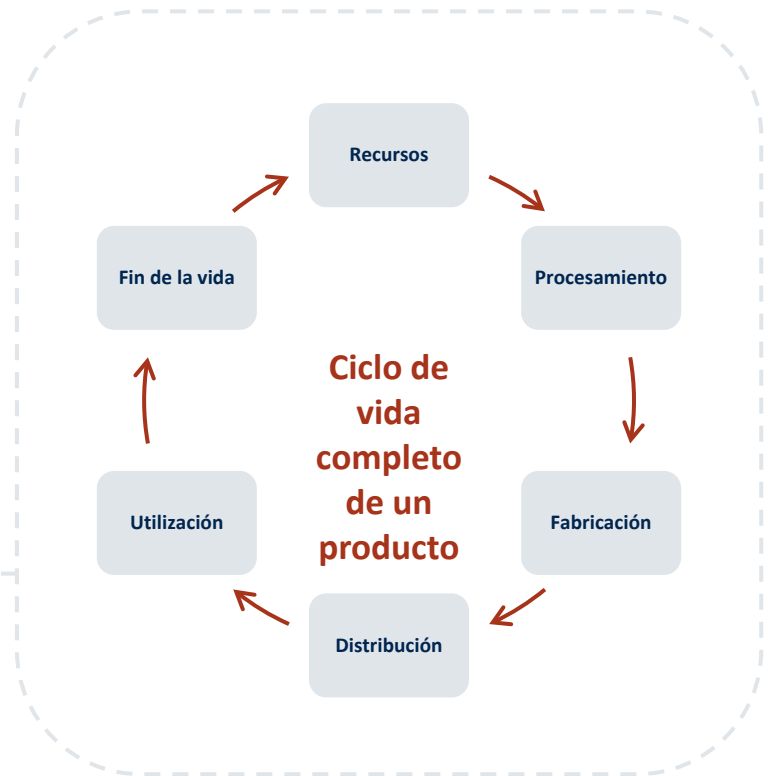 Recursos
Procesamiento
Fabricación
Distribución
Utilización
Fin de la vida
Ciclo de
vida
completo
de un
producto